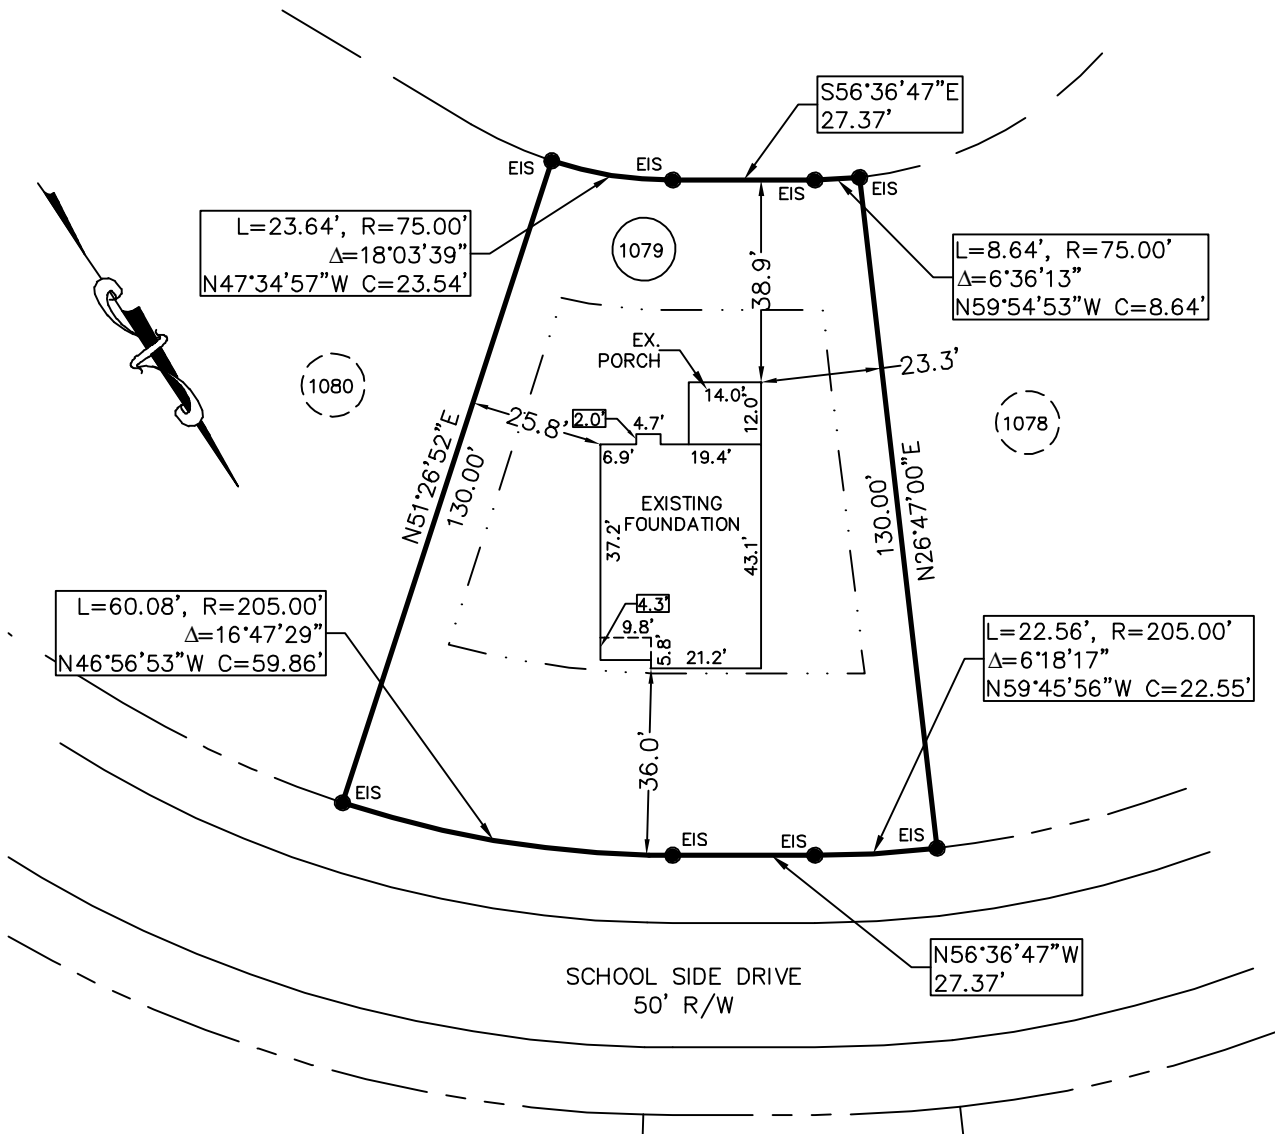 S56°36'47"E
27.37'
EIS
EIS
EIS
EIS
L=23.64', R=75.00'
Δ=18°03'39"
N47°34'57"W C=23.54'
1079
L=8.64', R=75.00'
Δ=6°36'13"
N59°54'53"W C=8.64'
38.9'
EX.
PORCH
23.3'
1080
14.0'
12.0'
1078
25.8'
2.0'
4.7'
6.9'
19.4'
N51°26'52"E
130.00'
EXISTING
FOUNDATION
37.2'
43.1'
130.00'
N26°47'00"E
4.3'
9.8'
5.8'
21.2'
L=60.08', R=205.00'
Δ=16°47'29"
N46°56'53"W C=59.86'
L=22.56', R=205.00'
Δ=6°18'17"
N59°45'56"W C=22.55'
36.0'
EIS
EIS
EIS
EIS
N56°36'47"W
27.37'
SCHOOL SIDE DRIVE
50' R/W